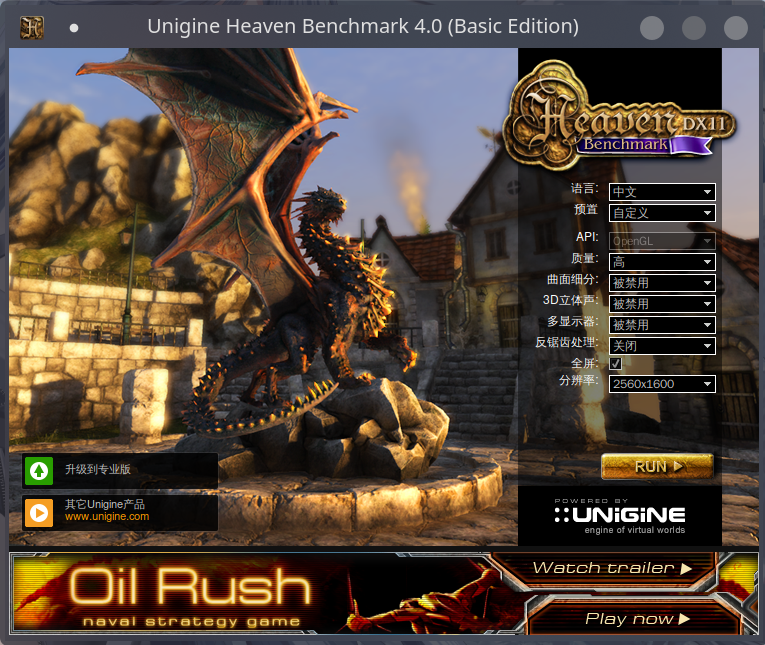 Unigine Heaven Benchmark 4.0 (Basic Edition)
Heaven DX11
Benchmark
语言: 中文
预置 自定义
API: OpenGL
质量: 高
曲面细分: 被禁用
3D立体声: 被禁用
多显示器: 被禁用
反锯齿处理: 关闭
全屏:
分辨率: 2560x1600
RUN
升级到专业版
其它Unigine产品
www.unigine.com
POWERED BY
UNiGiNE
engine of virtual worlds
Oil Rush
naval strategy game
Watch trailer
Play now